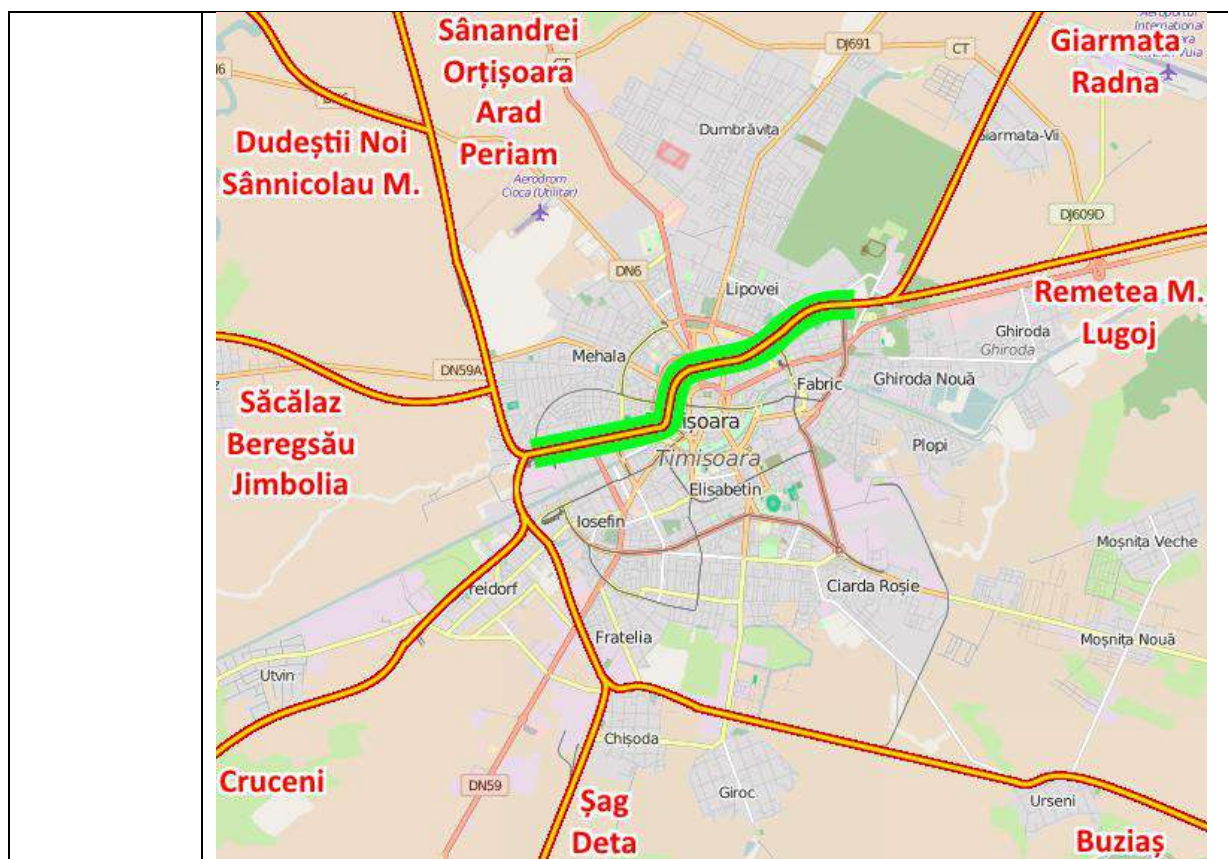 Sânandrei
Orțișoara
Arad
Periam
Giarmata
Radna
DJ691
CT
Dumbrăvița
Giarmata-Vii
Dudeștii Noi
Sânnicolau M.
Aerodrom
Cioca (Utilitar)
DJ609D
DN6
Lipovei
Remetea M.
Lugoj
Ghiroda
Ghiroda
Mehala
DN59A
Fabric
Ghiroda Nouă
Săcălaz
Beregsău
Jimbolia
ișoara
Timișoara
Plopi
Elisabetin
Iosefin
Moșnița Veche
reidorf
Ciarda Roșie
Fratelia
Moșnița Nouă
Utvin
Chișoda
Cruceni
DN59
Giroc
Urseni
Șag
Deta
Buziaș